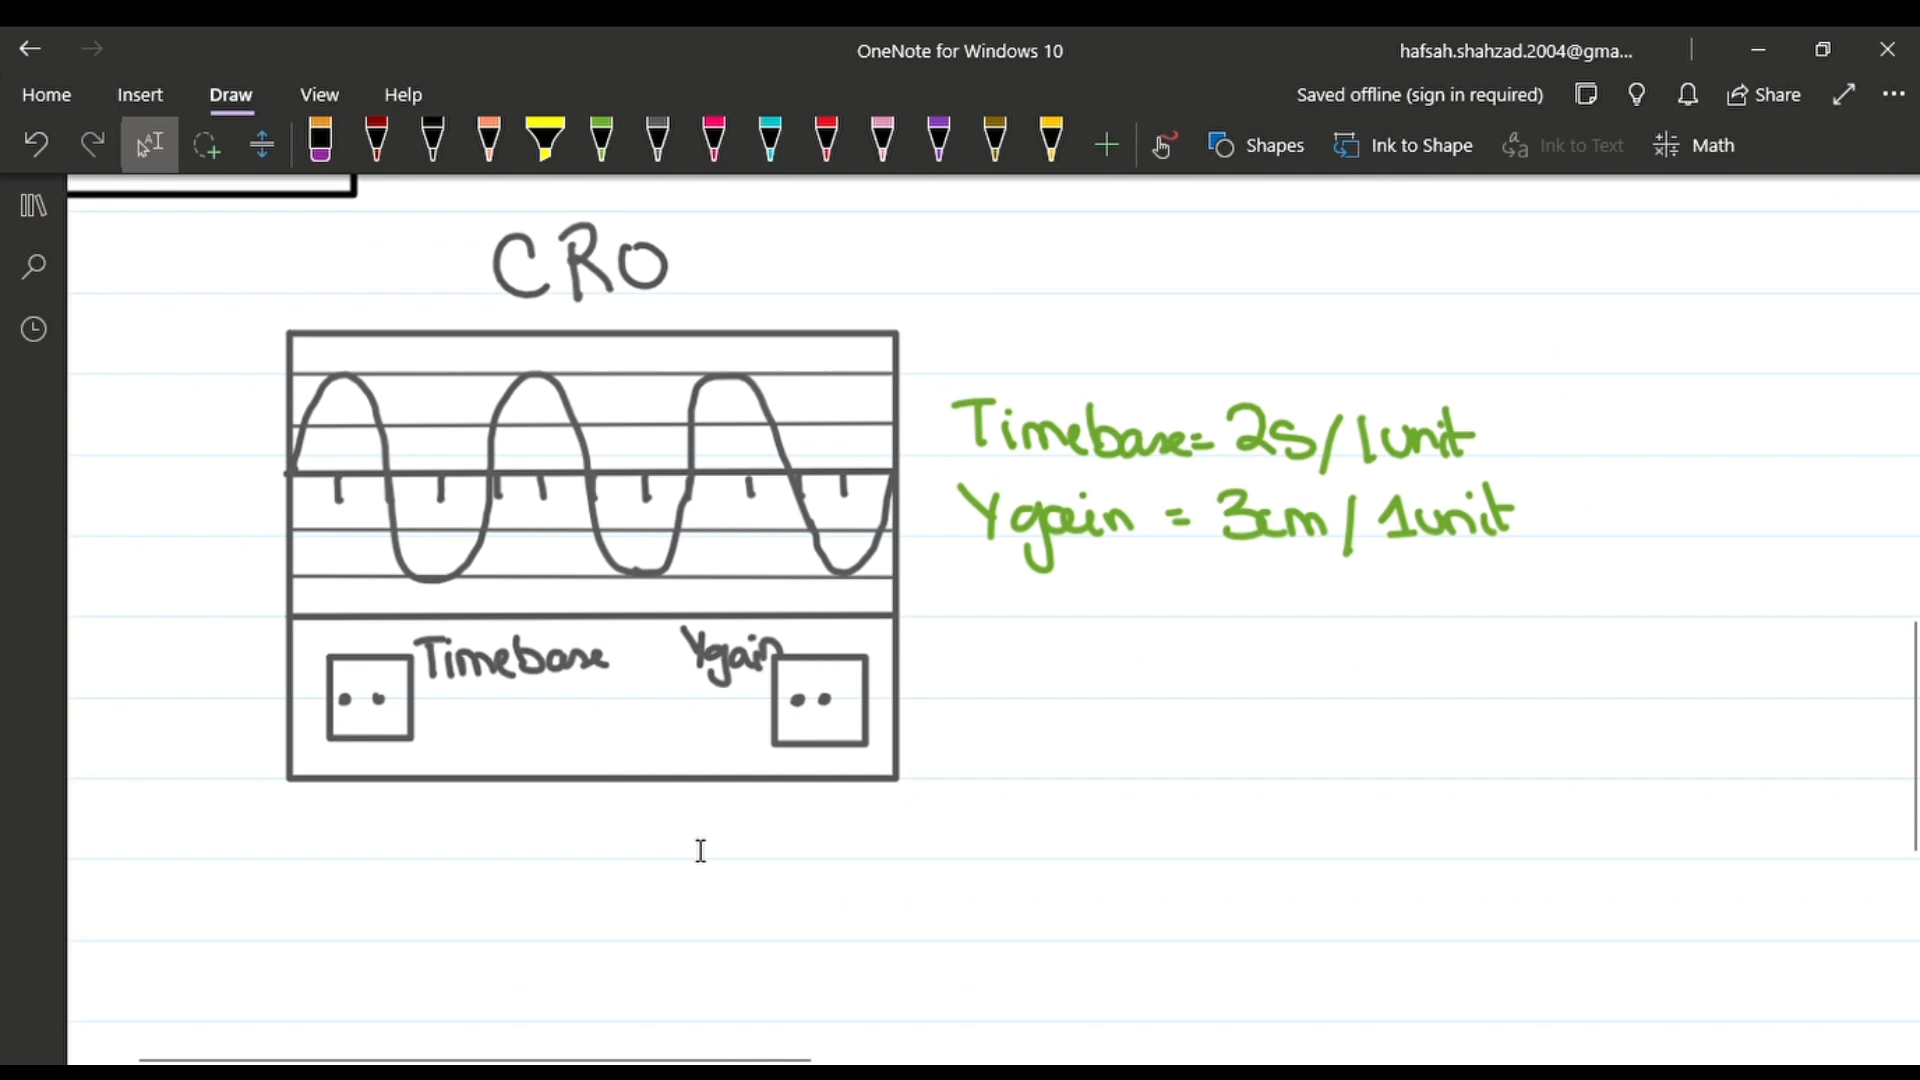 OneNote for Windows 10
hafsah.shahzad.2004@gma...
Home Insert Draw View Help
Saved offline (sign in required)
Share
Shapes
Ink to Shape
Ink to Text
Math
CRO
Timebase= 2s/1unit
Ygain = 3cm/1unit
Timebase Ygain